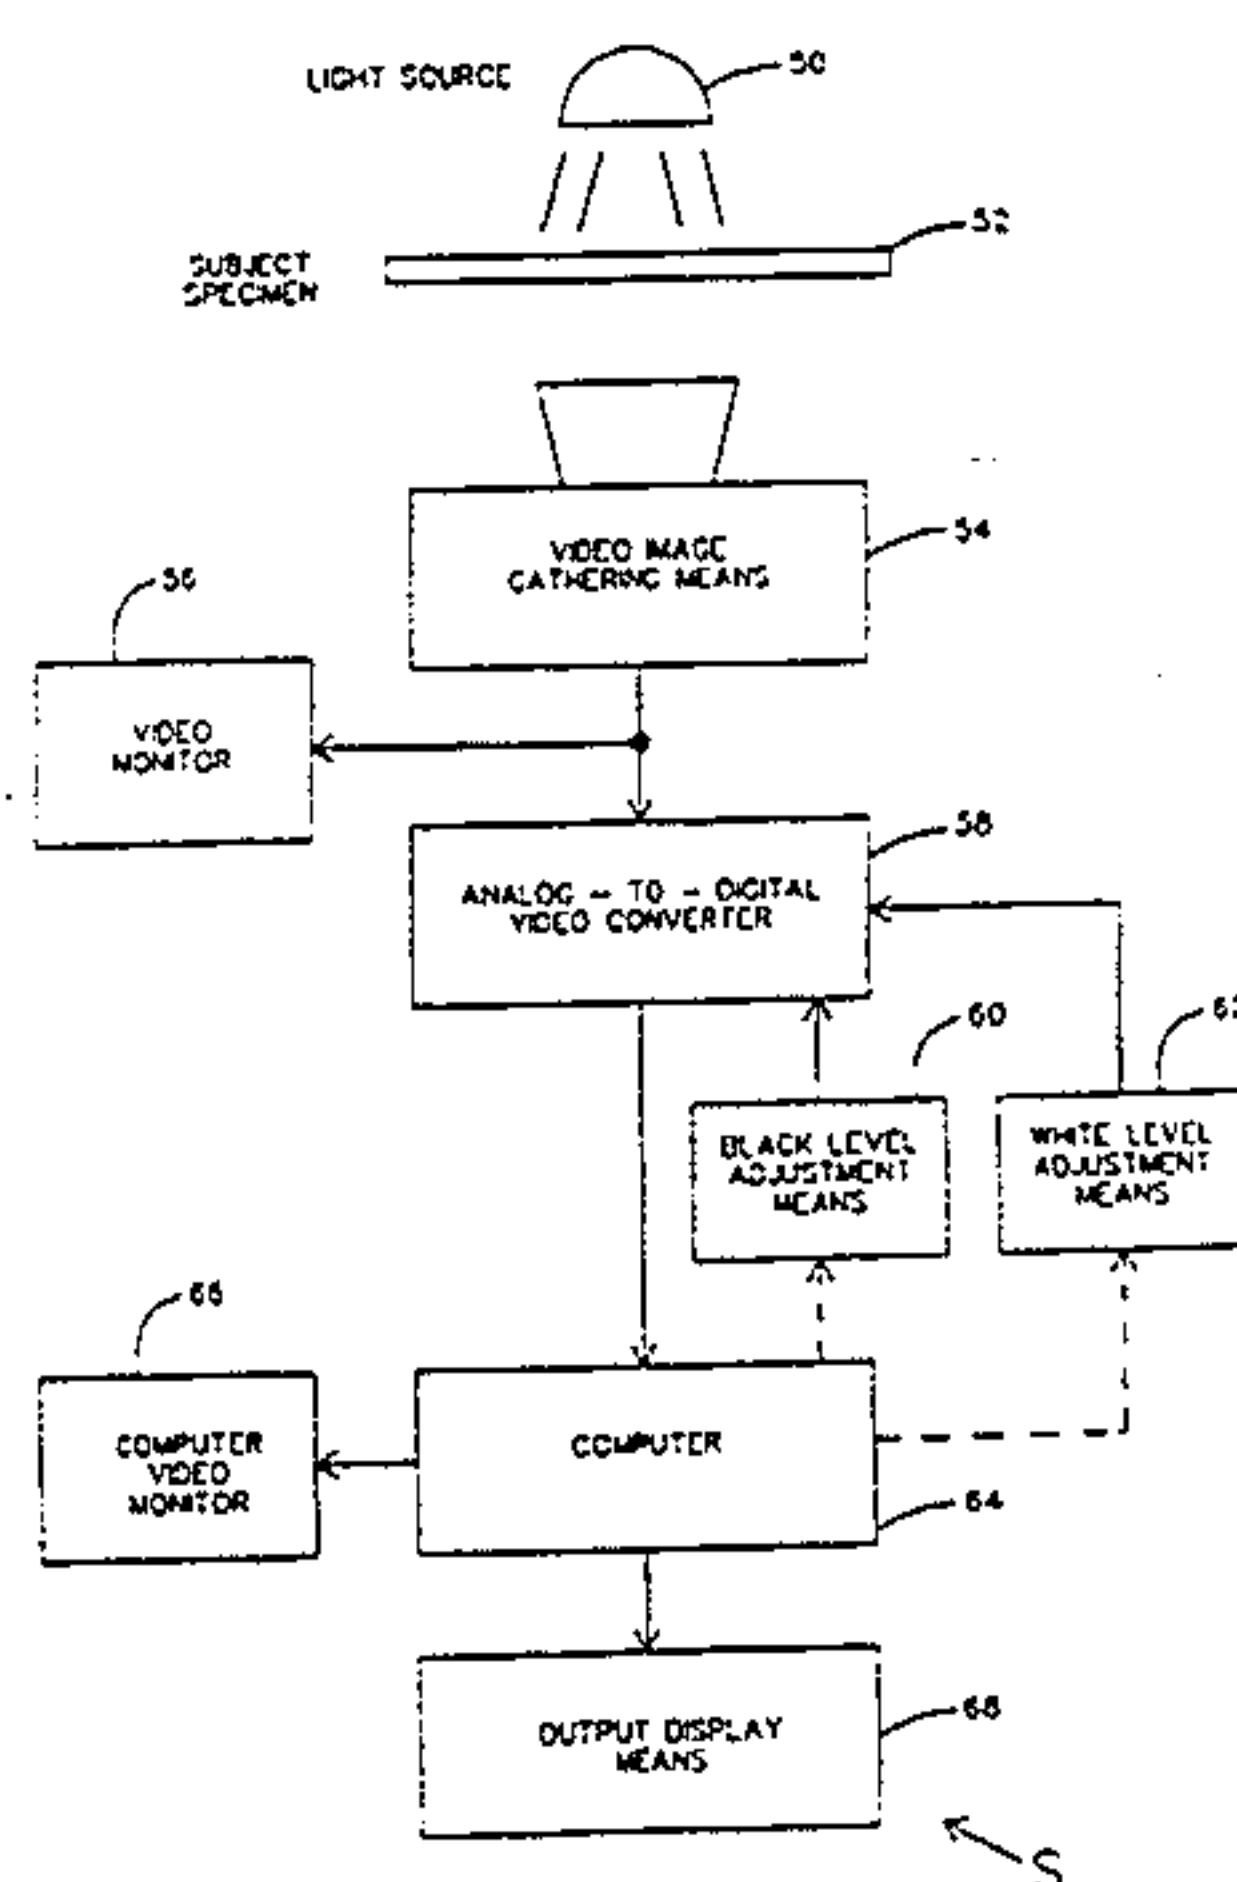 LIGHT SOURCE
50
52
SUBJECT
SPECIMEN
54
VIDEO IMAGE
GATHERING MEANS
56
VIDEO
MONITOR
58
ANALOG - TO - DIGITAL
VIDEO CONVERTER
60
62
BLACK LEVEL
ADJUSTMENT
MEANS
WHITE LEVEL
ADJUSTMENT
MEANS
66
COMPUTER
VIDEO
MONITOR
COMPUTER
64
68
OUTPUT DISPLAY
MEANS
S